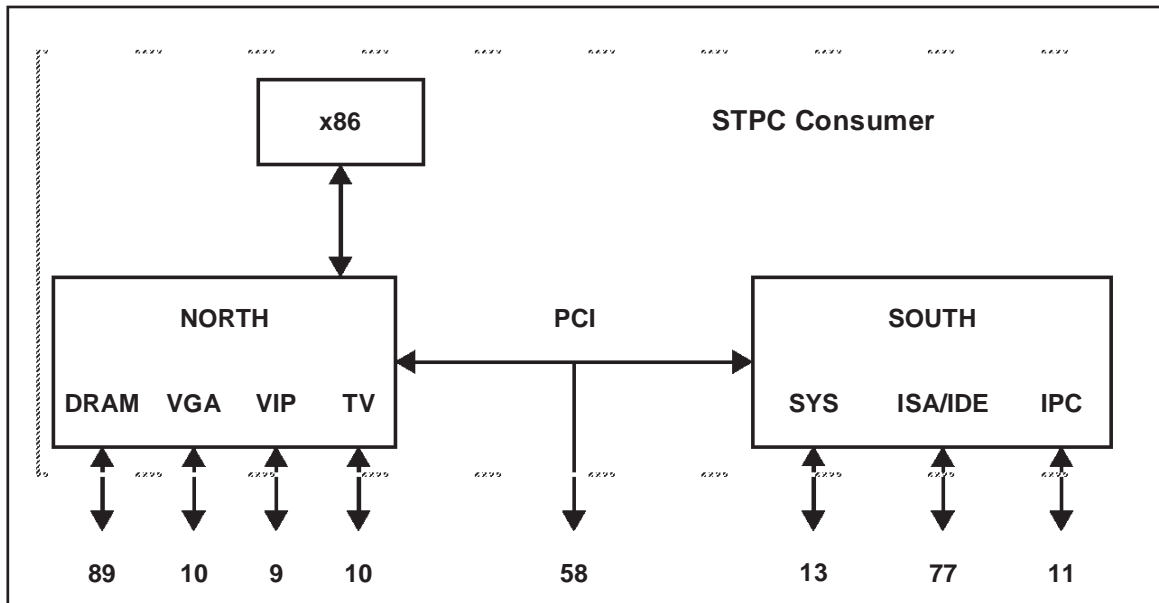 x86
STPC Consumer
NORTH
PCI
SOUTH
DRAM VGA VIP TV
SYS ISA/IDE IPC
89 10 9 10 58 13 77 11